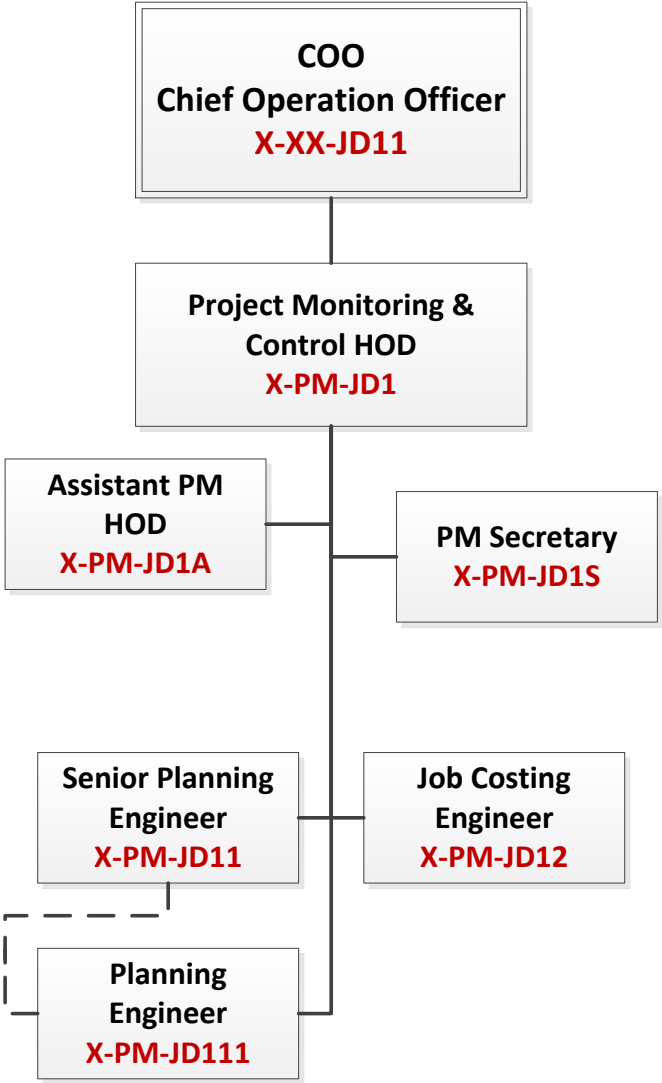 COO
Chief Operation Officer
X-XX-JD11
Project Monitoring &
Control HOD
X-PM-JD1
Assistant PM
HOD
X-PM-JD1A
PM Secretary
X-PM-JD1S
Senior Planning
Engineer
X-PM-JD11
Job Costing
Engineer
X-PM-JD12
Planning
Engineer
X-PM-JD111